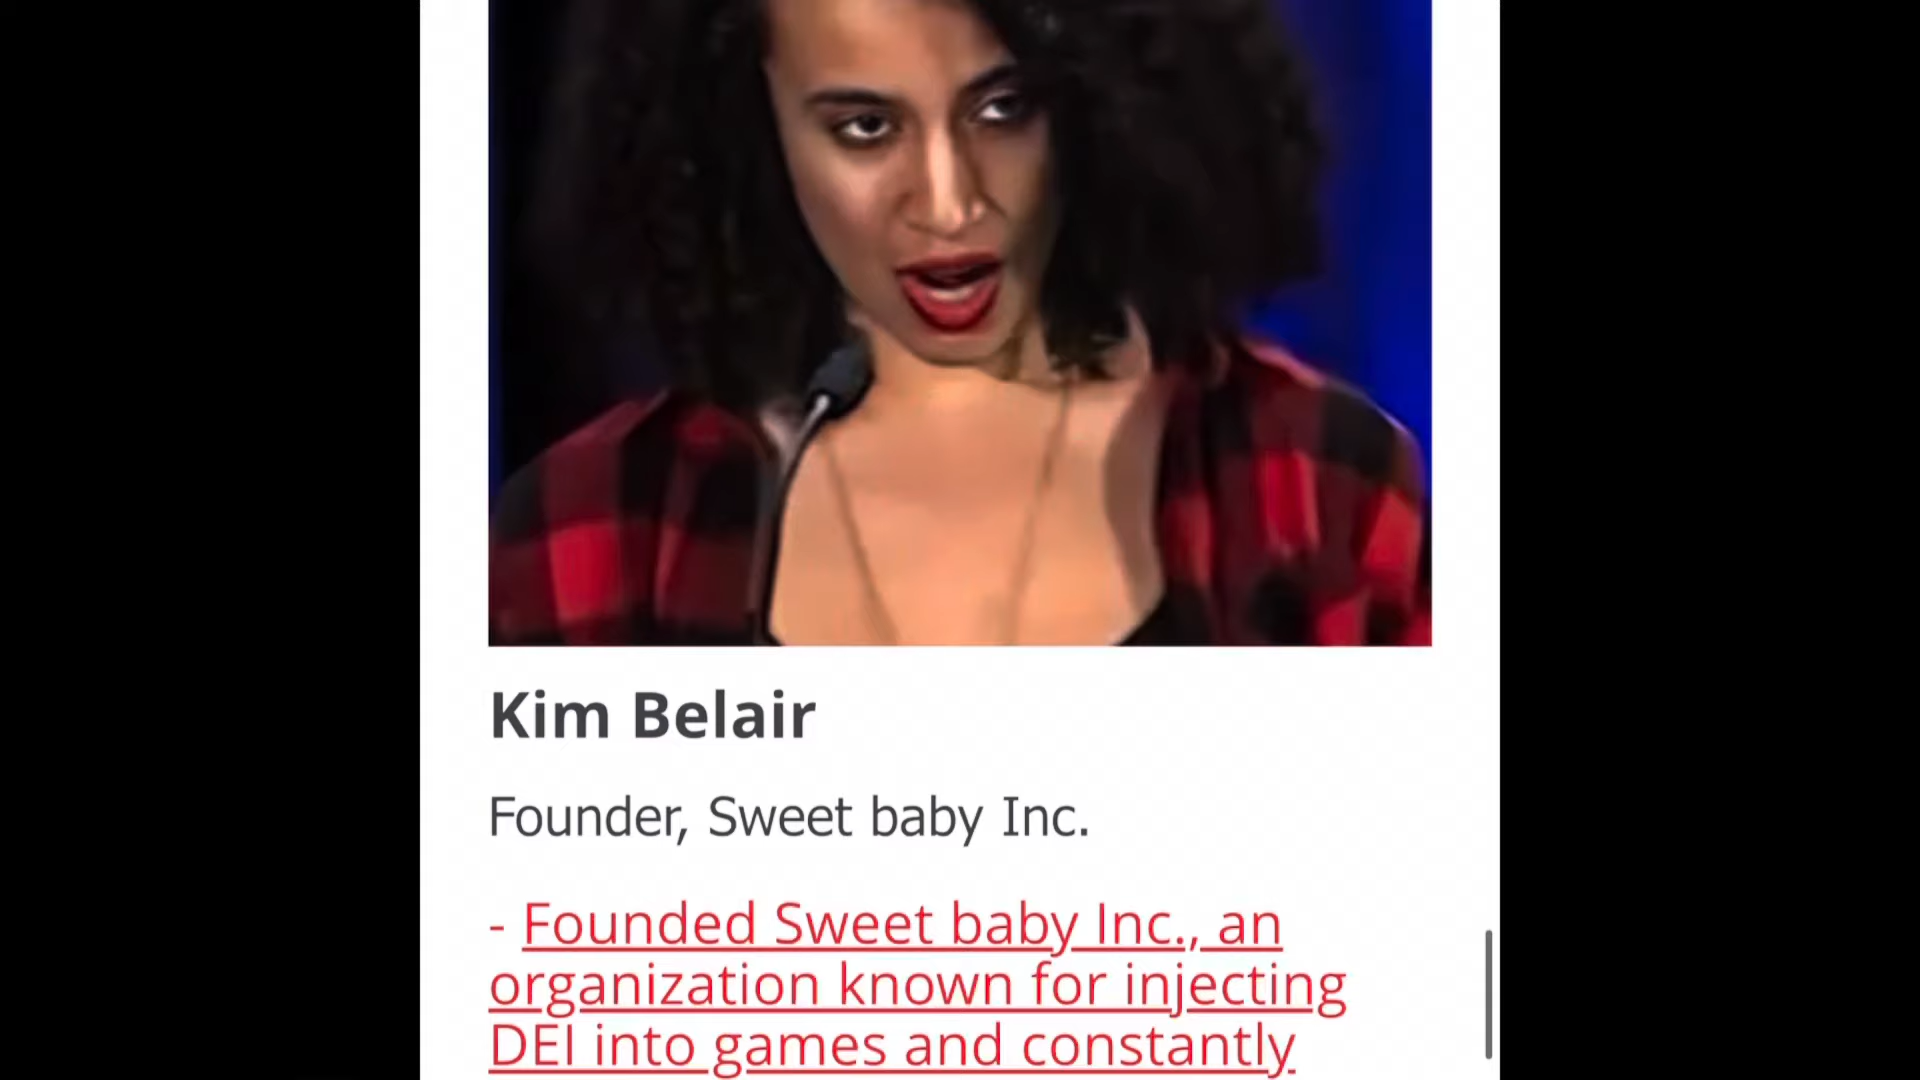 Kim Belair
Founder, Sweet baby Inc.
- Founded Sweet baby Inc., an
organization known for injecting
DEI into games and constantly